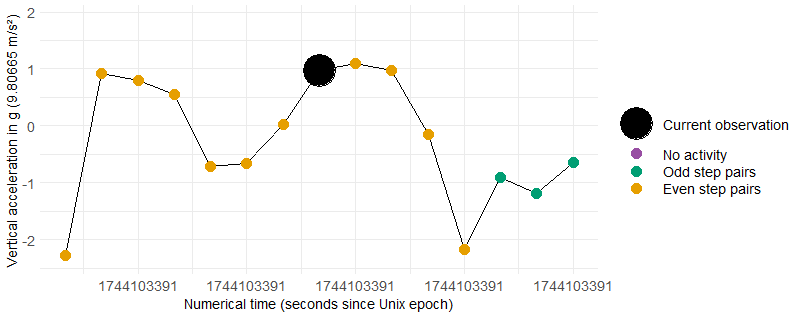 Vertical acceleration in g (9.80665 m/s²)
2
1
0
-1
-2
1744103391 1744103391 1744103391 1744103391 1744103391
Numerical time (seconds since Unix epoch)
Current observation
No activity
Odd step pairs
Even step pairs